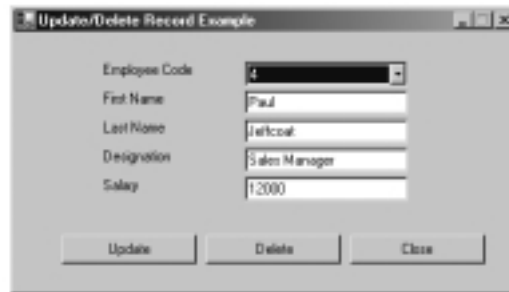 Update/Delete Record Example
Employee Code 4
First Name Paul
Last Name Jeffcoat
Designation Sales Manager
Salary 12000
Update Delete Close